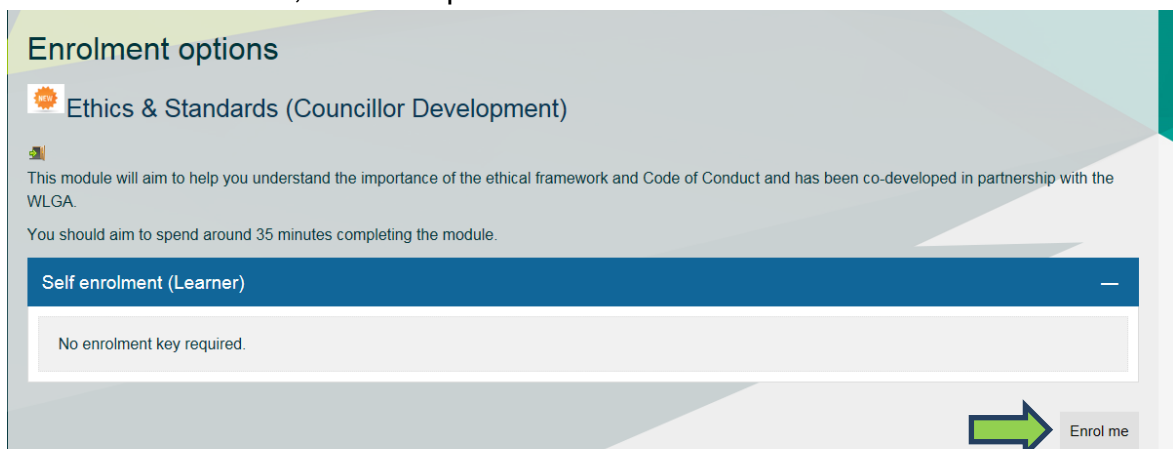 Enrolment options
NEW
Ethics & Standards (Councillor Development)
This module will aim to help you understand the importance of the ethical framework and Code of Conduct and has been co-developed in partnership with the
WLGA.
You should aim to spend around 35 minutes completing the module.
Self enrolment (Learner)
No enrolment key required.
Enrol me